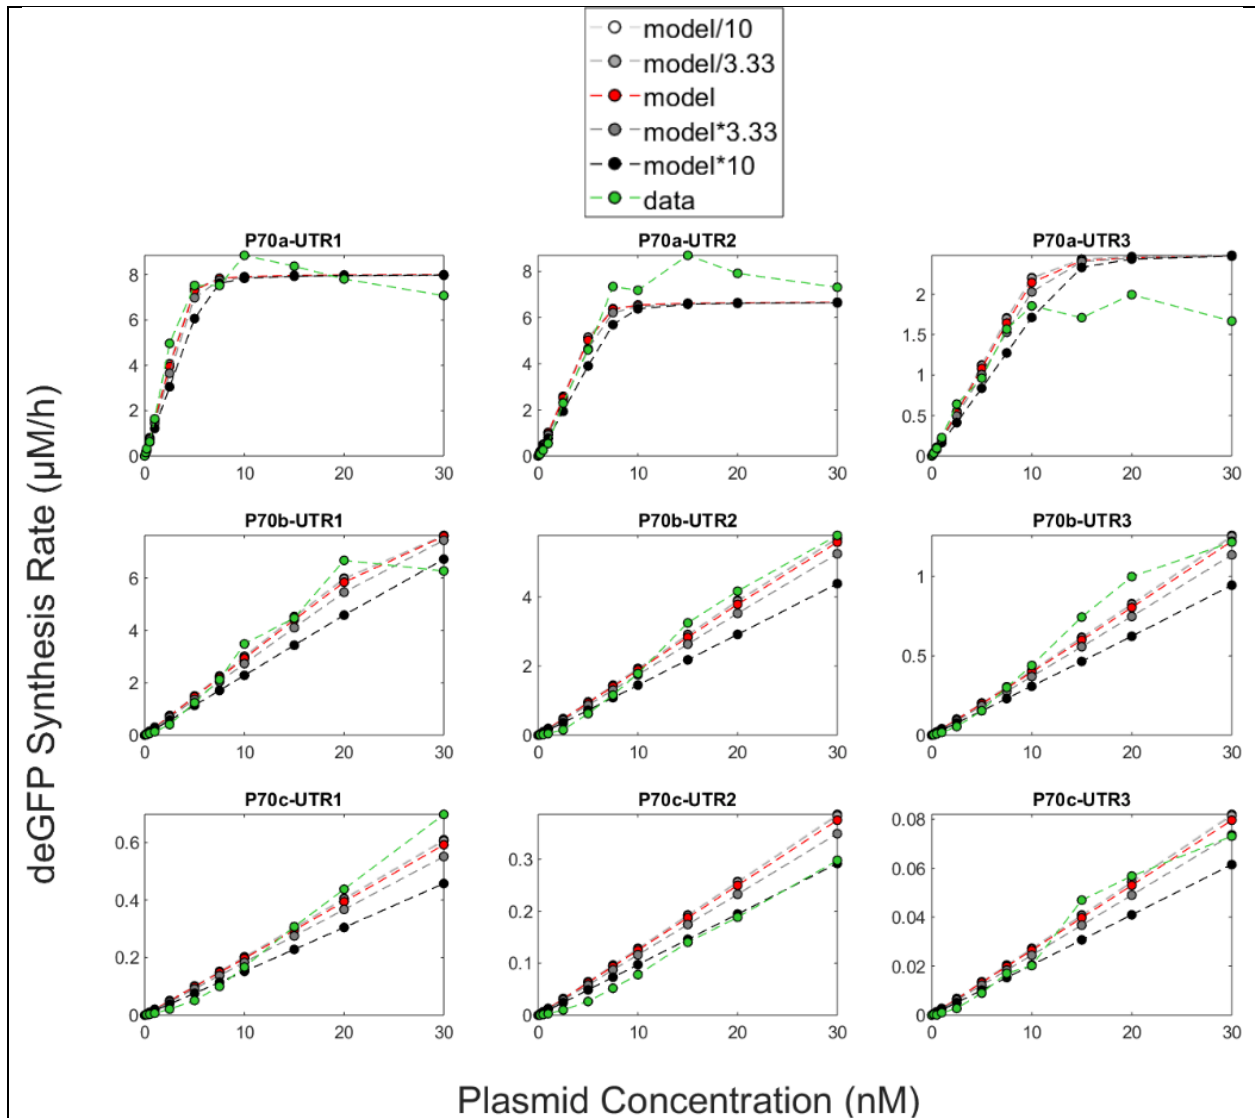 model/10
model/3.33
model
model*3.33
model*10
data
deGFP Synthesis Rate (µM/h)
P70a-UTR1
8
6
4
2
0
0 10 20 30
P70a-UTR2
8
6
4
2
0
0 10 20 30
P70a-UTR3
2
1.5
1
0.5
0
0 10 20 30
P70b-UTR1
6
4
2
0
0 10 20 30
P70b-UTR2
4
2
0
0 10 20 30
P70b-UTR3
1
0.5
0
0 10 20 30
P70c-UTR1
0.6
0.4
0.2
0
0 10 20 30
P70c-UTR2
0.3
0.2
0.1
0
0 10 20 30
P70c-UTR3
0.08
0.06
0.04
0.02
0
0 10 20 30
Plasmid Concentration (nM)